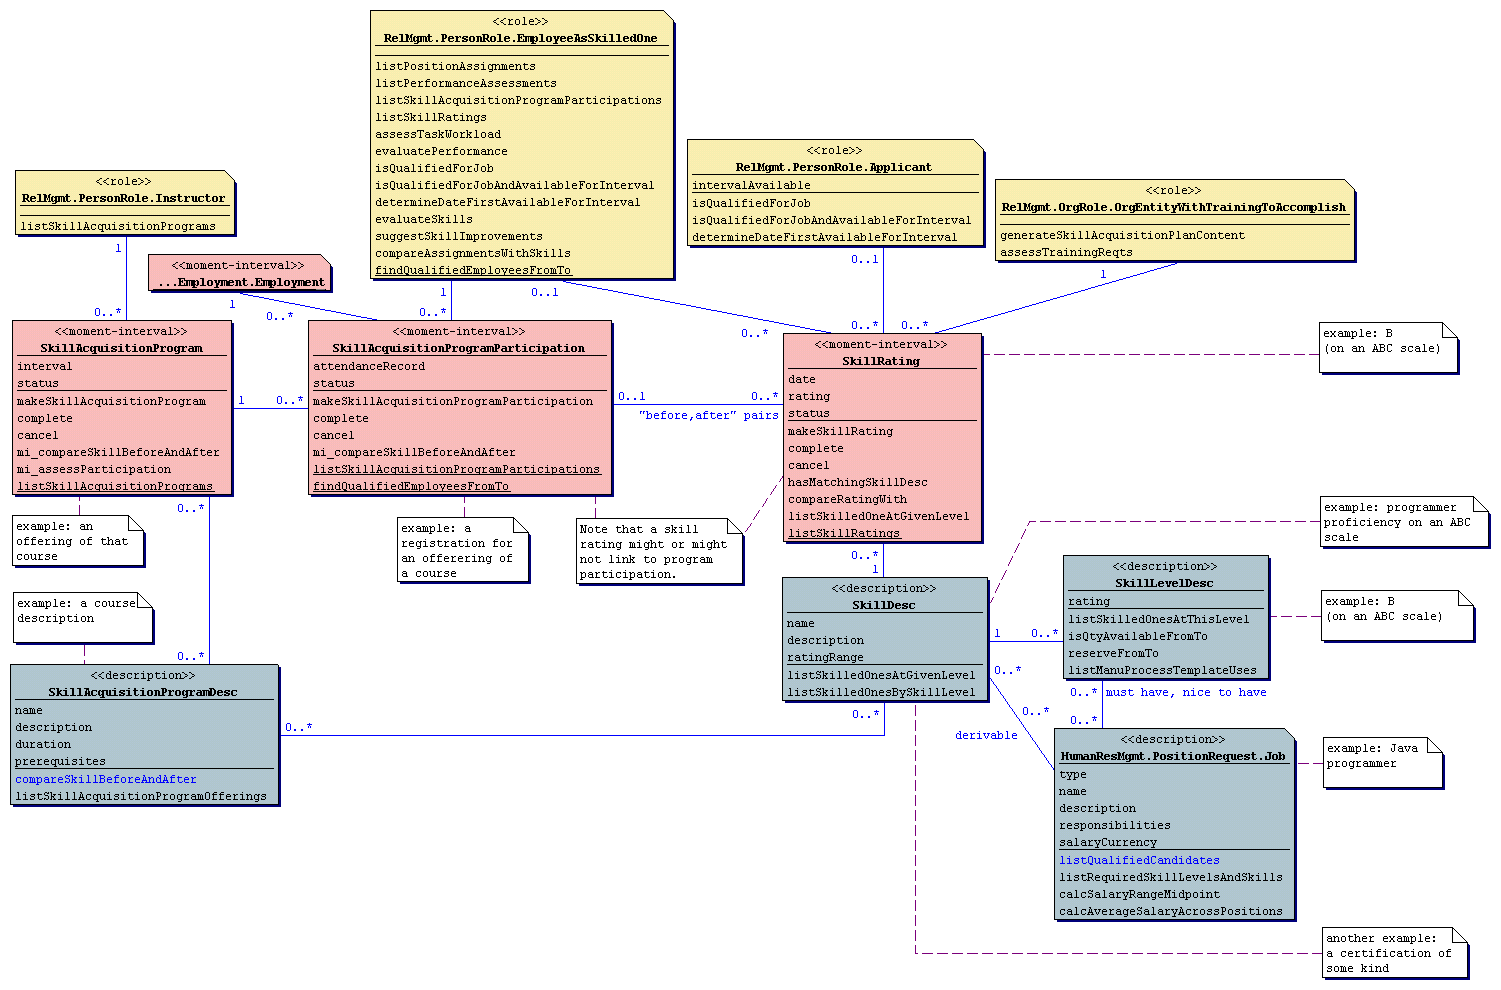 <<role>>
RelMgmt.PersonRole.EmployeeAsSkilledOne
listPositionAssignments
listPerformanceAssessments
listSkillAcquisitionProgramParticipations
listSkillRatings
assessTaskWorkload
evaluatePerformance
isQualifiedForJob
isQualifiedForJobAndAvailableForInterval
determineDateFirstAvailableForInterval
evaluateSkills
suggestSkillImprovements
compareAssignmentsWithSkills
findQualifiedEmployeesFromTo
<<role>>
RelMgmt.PersonRole.Applicant
intervalAvailable
isQualifiedForJob
isQualifiedForJobAndAvailableForInterval
determineDateFirstAvailableForInterval
<<role>>
RelMgmt.PersonRole.Instructor
listSkillAcquisitionPrograms
<<role>>
RelMgmt.OrgRole.OrgEntityWithTrainingToAccomplish
generateSkillAcquisitionPlanContent
assessTrainingReqts
<<moment-interval>>
...Employment.Employment
1
0..*
1
0..*
1
0..*
0..1
0..*
0..1
0..*
1
0..*
<<moment-interval>>
SkillAcquisitionProgram
interval
status
makeSkillAcquisitionProgram
complete
cancel
mi_compareSkillBeforeAndAfter
mi_assessParticipation
listSkillAcquisitionPrograms
1
0..*
<<moment-interval>>
SkillAcquisitionProgramParticipation
attendanceRecord
status
makeSkillAcquisitionProgramParticipation
complete
cancel
mi_compareSkillBeforeAndAfter
listSkillAcquisitionProgramParticipations
findQualifiedEmployeesFromTo
0..1
0..*
"before,after" pairs
<<moment-interval>>
SkillRating
date
rating
status
makeSkillRating
complete
cancel
hasMatchingSkillDesc
compareRatingWith
listSkilledOneAtGivenLevel
listSkillRatings
example: B
(on an ABC scale)
example: an
offering of that
course
example: a
registration for
an offerering of
a course
Note that a skill
rating might or might
not link to program
participation.
example: programmer
proficiency on an ABC
scale
0..*
0..*
0..*
1
example: a course
description
<<description>>
SkillAcquisitionProgramDesc
name
description
duration
prerequisites
compareSkillBeforeAndAfter
listSkillAcquisitionProgramOfferings
0..*
0..*
<<description>>
SkillDesc
name
description
ratingRange
listSkilledOnesAtGivenLevel
listSkilledOnesBySkillLevel
1
0..*
0..*
0..*
derivable
<<description>>
SkillLevelDesc
rating
listSkilledOnesAtThisLevel
isQtyAvailableFromTo
reserveFromTo
listManuProcessTemplateUses
example: B
(on an ABC scale)
0..* must have, nice to have
0..*
<<description>>
HumanResMgmt.PositionRequest.Job
type
name
description
responsibilities
salaryCurrency
listQualifiedCandidates
listRequiredSkillLevelsAndSkills
calcSalaryRangeMidpoint
calcAverageSalaryAcrossPositions
example: Java
programmer
another example:
a certification of
some kind